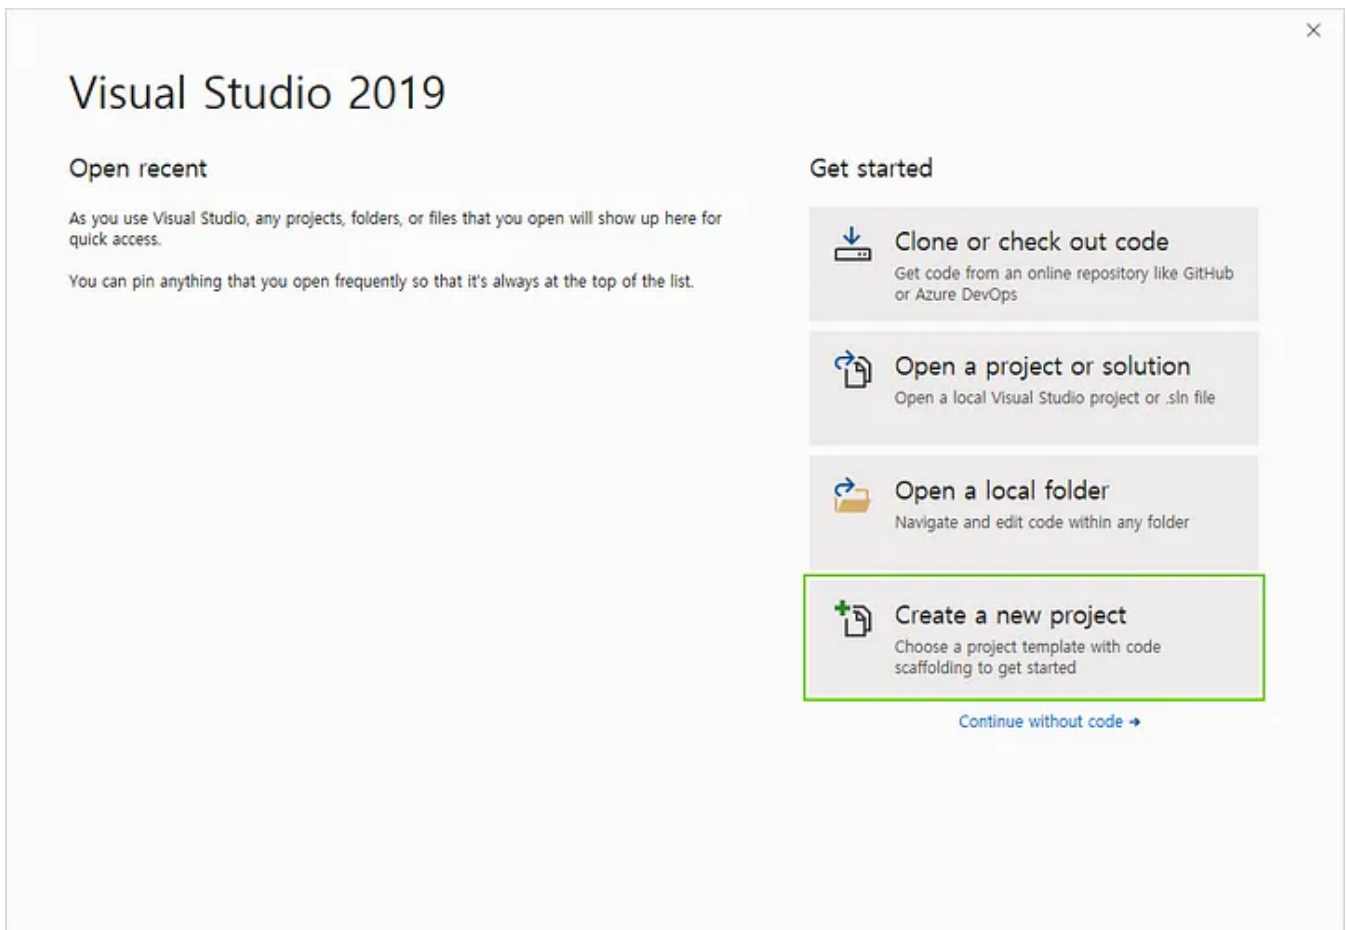 Visual Studio 2019
Open recent
As you use Visual Studio, any projects, folders, or files that you open will show up here for
quick access.
You can pin anything that you open frequently so that it's always at the top of the list.
Get started
Clone or check out code
Get code from an online repository like GitHub
or Azure DevOps
Open a project or solution
Open a local Visual Studio project or .sln file
Open a local folder
Navigate and edit code within any folder
Create a new project
Choose a project template with code
scaffolding to get started
Continue without code →